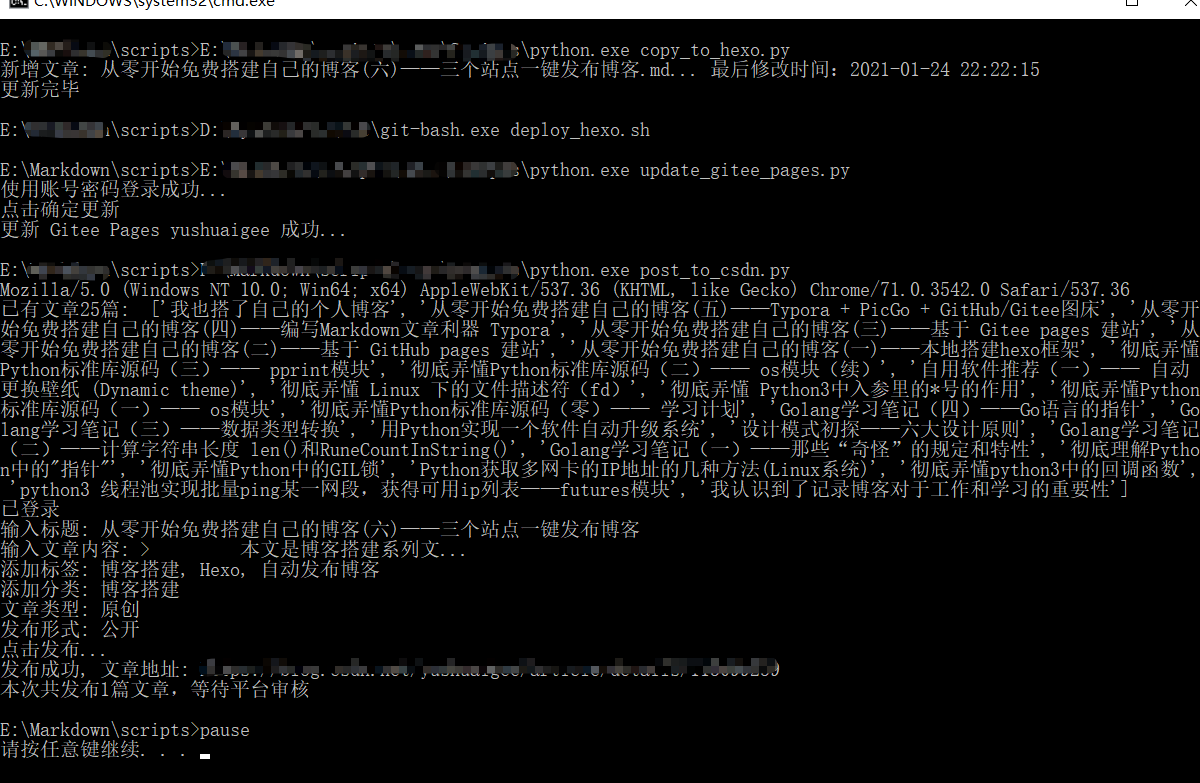 C:\WINDOWS\system32\cmd.exe
E:\ \scripts>E:\ \python.exe copy_to_hexo.py
新增文章: 从零开始免费搭建自己的博客(六)——三个站点一键发布博客.md... 最后修改时间: 2021-01-24 22:22:15
更新完毕
E:\ \scripts>D: \git-bash.exe deploy_hexo.sh
E:\Markdown\scripts>E:\ \python.exe update_gitee_pages.py
使用账号密码登录成功...
点击确定更新
更新 Gitee Pages yushuaigee 成功...
E:\ \scripts> \python.exe post_to_csdn.py
Mozilla/5.0 (Windows NT 10.0; Win64; x64) AppleWebKit/537.36 (KHTML, like Gecko) Chrome/71.0.3542.0 Safari/537.36
已有文章25篇: ['我也搭了自己的个人博客', '从零开始免费搭建自己的博客(五)——Typora + PicGo + GitHub/Gitee图床', '从零开
始免费搭建自己的博客(四)——编写Markdown文章利器 Typora', '从零开始免费搭建自己的博客(三)——基于 Gitee pages 建站', '从
零开始免费搭建自己的博客(二)——基于 GitHub pages 建站', '从零开始免费搭建自己的博客(一)——本地搭建hexo框架', '彻底弄懂
Python标准库源码（三）—— pprint模块', '彻底弄懂Python标准库源码（二）—— os模块（续）', '自用软件推荐（一）—— 自动
更换壁纸 (Dynamic theme)', '彻底弄懂 Linux 下的文件描述符（fd）', '彻底弄懂 Python3中入参里的*号的作用', '彻底弄懂Python
标准库源码（一）—— os模块', '彻底弄懂Python标准库源码（零）—— 学习计划', 'Golang学习笔记（四）——Go语言的指针', 'Go
lang学习笔记（三）——数据类型转换', '用Python实现一个软件自动升级系统', '设计模式初探——六大设计原则', 'Golang学习笔记
（二）——计算字符串长度 len()和RuneCountInString()', 'Golang学习笔记（一）——那些“奇怪”的规定和特性', '彻底理解Pytho
n中的"指针"', '彻底弄懂Python中的GIL锁', 'Python获取多网卡的IP地址的几种方法(Linux系统)', '彻底弄懂python3中的回调函数',
'python3 线程池实现批量ping某一网段，获得可用ip列表——futures模块', '我认识到了记录博客对于工作和学习的重要性']
已登录
输入标题: 从零开始免费搭建自己的博客(六)——三个站点一键发布博客
输入文章内容: > 本文是博客搭建系列文...
添加标签: 博客搭建, Hexo, 自动发布博客
添加分类: 博客搭建
文章类型: 原创
发布形式: 公开
点击发布...
发布成功, 文章地址:
本次共发布1篇文章，等待平台审核
E:\Markdown\scripts>pause
请按任意键继续. . .